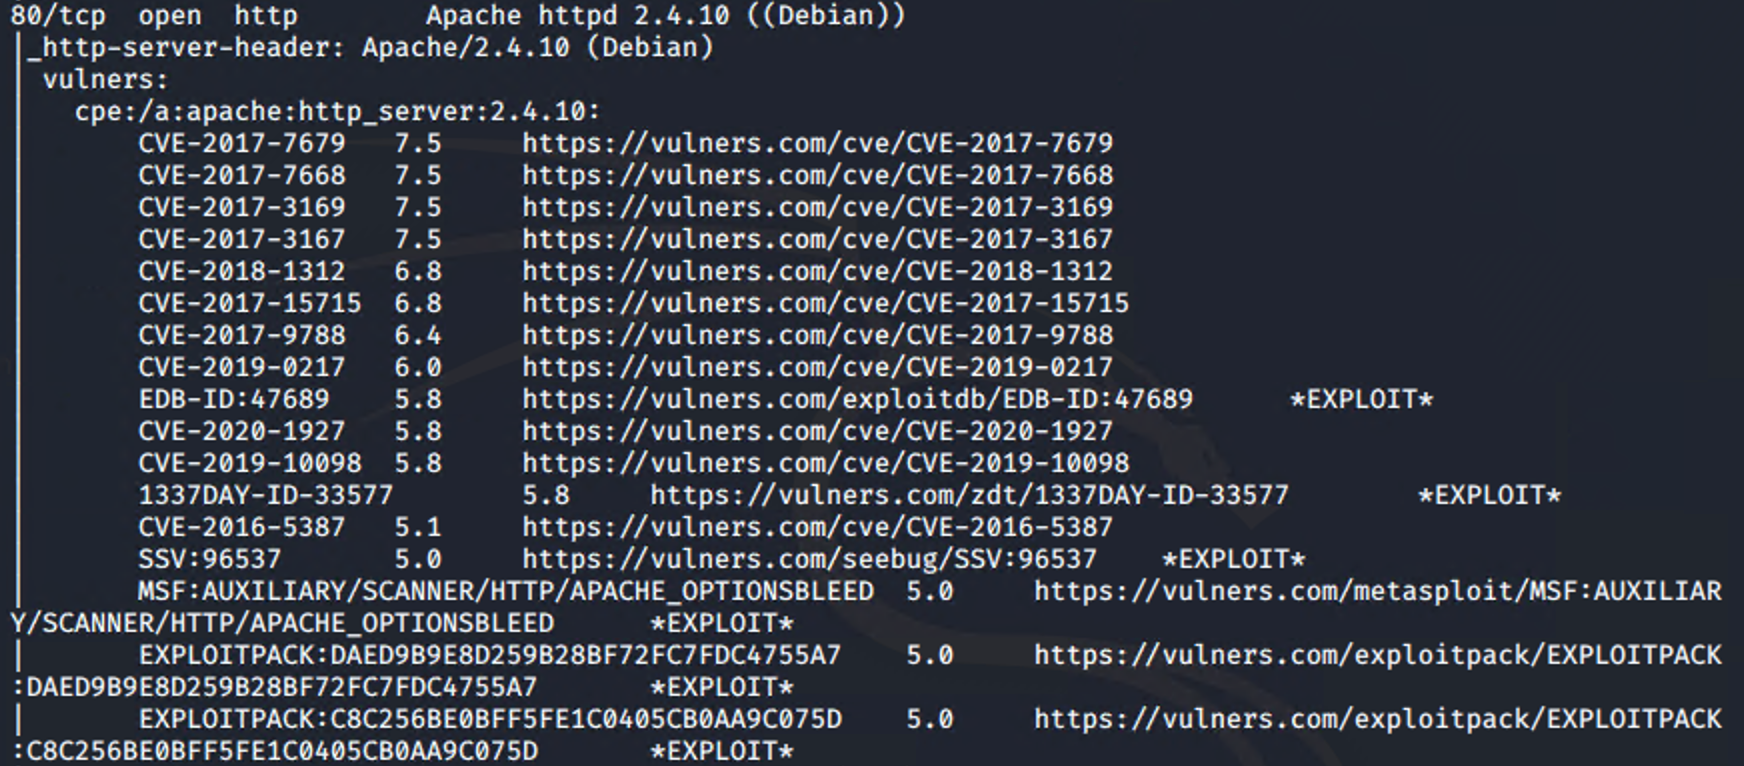 80/tcp  open  http        Apache httpd 2.4.10 ((Debian))
|_http-server-header: Apache/2.4.10 (Debian)
| vulners:
|   cpe:/a:apache:http_server:2.4.10:
|       CVE-2017-7679   7.5     https://vulners.com/cve/CVE-2017-7679
|       CVE-2017-7668   7.5     https://vulners.com/cve/CVE-2017-7668
|       CVE-2017-3169   7.5     https://vulners.com/cve/CVE-2017-3169
|       CVE-2017-3167   7.5     https://vulners.com/cve/CVE-2017-3167
|       CVE-2018-1312   6.8     https://vulners.com/cve/CVE-2018-1312
|       CVE-2017-15715  6.8     https://vulners.com/cve/CVE-2017-15715
|       CVE-2017-9788   6.4     https://vulners.com/cve/CVE-2017-9788
|       CVE-2019-0217   6.0     https://vulners.com/cve/CVE-2019-0217
|       EDB-ID:47689    5.8     https://vulners.com/exploitdb/EDB-ID:47689      *EXPLOIT*
|       CVE-2020-1927   5.8     https://vulners.com/cve/CVE-2020-1927
|       CVE-2019-10098  5.8     https://vulners.com/cve/CVE-2019-10098
|       1337DAY-ID-33577        5.8     https://vulners.com/zdt/1337DAY-ID-33577        *EXPLOIT*
|       CVE-2016-5387   5.1     https://vulners.com/cve/CVE-2016-5387
|       SSV:96537       5.0     https://vulners.com/seebug/SSV:96537    *EXPLOIT*
|       MSF:AUXILIARY/SCANNER/HTTP/APACHE_OPTIONSBLEED  5.0     https://vulners.com/metasploit/MSF:AUXILIAR
Y/SCANNER/HTTP/APACHE_OPTIONSBLEED      *EXPLOIT*
|       EXPLOITPACK:DAED9B9E8D259B28BF72FC7FDC4755A7    5.0     https://vulners.com/exploitpack/EXPLOITPACK
:DAED9B9E8D259B28BF72FC7FDC4755A7       *EXPLOIT*
|       EXPLOITPACK:C8C256BE0BFF5FE1C0405CB0AA9C075D    5.0     https://vulners.com/exploitpack/EXPLOITPACK
:C8C256BE0BFF5FE1C0405CB0AA9C075D       *EXPLOIT*